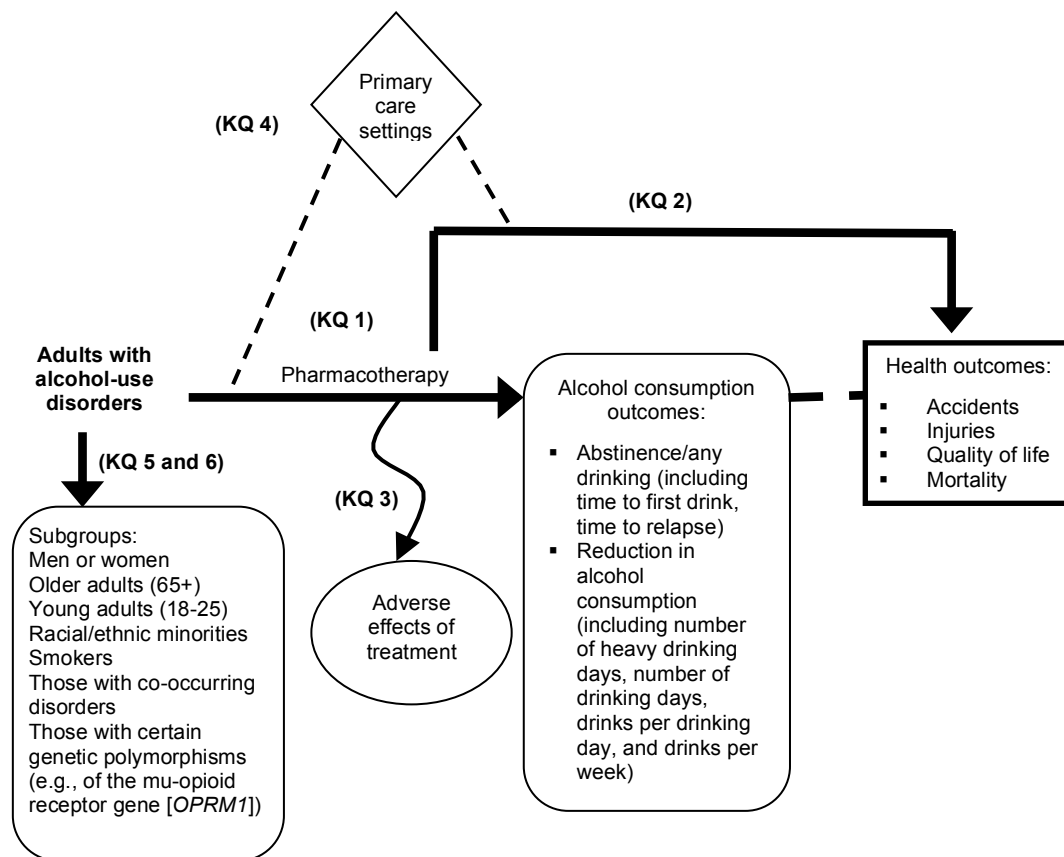 Primary
care
settings
(KQ 4)
(KQ 2)
(KQ 1)
Adults with
alcohol-use
disorders
Pharmacotherapy
(KQ 5 and 6)
(KQ 3)
Subgroups:
Men or women
Older adults (65+)
Young adults (18-25)
Racial/ethnic minorities
Smokers
Those with co-occurring
disorders
Those with certain
genetic polymorphisms
(e.g., of the mu-opioid
receptor gene [OPRM1])
Adverse
effects of
treatment
Alcohol consumption
outcomes:
▪ Abstinence/any
drinking (including
time to first drink,
time to relapse)
▪ Reduction in
alcohol
consumption
(including number
of heavy drinking
days, number of
drinking days,
drinks per drinking
day, and drinks per
week)
Health outcomes:
▪ Accidents
▪ Injuries
▪ Quality of life
▪ Mortality